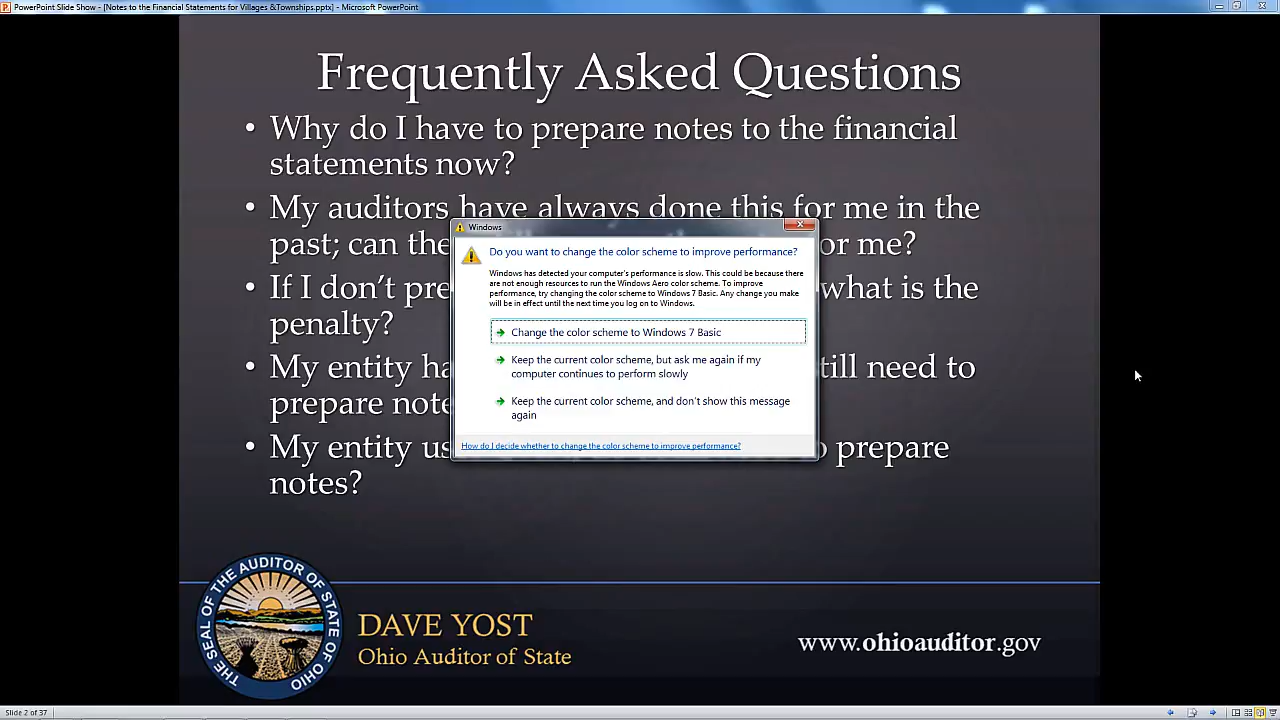 PowerPoint Slide Show - [Notes to the Financial Statements for Villages &Townships.pptx] - Microsoft PowerPoint
Frequently Asked Questions
• Why do I have to prepare notes to the financial
statements now?
• My auditors have always done this for me in the
past; can the or me?
• If I don't pre what is the
penalty?
• My entity ha till need to
prepare note
• My entity us o prepare
notes?
Windows
Do you want to change the color scheme to improve performance?
Windows has detected your computer's performance is slow. This could be because there
are not enough resources to run the Windows Aero color scheme. To improve
performance, try changing the color scheme to Windows 7 Basic. Any change you make
will be in effect until the next time you log on to Windows.
Change the color scheme to Windows 7 Basic
Keep the current color scheme, but ask me again if my
computer continues to perform slowly
Keep the current color scheme, and don't show this message
again
How do I decide whether to change the color scheme to improve performance?
THE SEAL OF THE AUDITOR OF STATE OF OHIO
DAVE YOST
Ohio Auditor of State
www.ohioauditor.gov
Slide 2 of 37